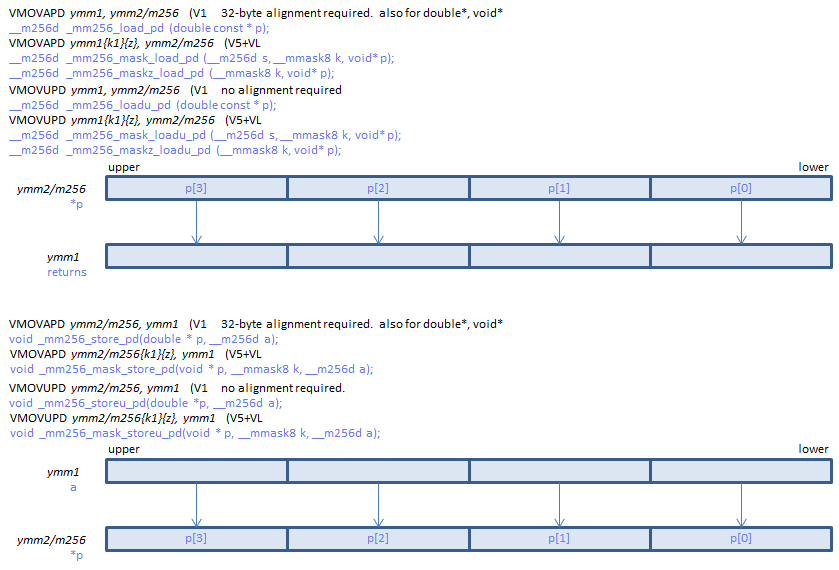 VMOVAPD ymm1, ymm2/m256 (V1 32-byte alignment required. also for double*, void*
__m256d _mm256_load_pd (double const * p);
VMOVAPD ymm1{k1}{z}, ymm2/m256 (V5+VL
__m256d _mm256_mask_load_pd (__m256d s, __mmask8 k, void* p);
__m256d _mm256_maskz_load_pd (__mmask8 k, void* p);
VMOVUPD ymm1, ymm2/m256 (V1 no alignment required
__m256d _mm256_loadu_pd (double const * p);
VMOVUPD ymm1{k1}{z}, ymm2/m256 (V5+VL
__m256d _mm256_mask_loadu_pd (__m256d s, __mmask8 k, void* p);
__m256d _mm256_maskz_loadu_pd (__mmask8 k, void* p);
upper lower
ymm2/m256 p[3] p[2] p[1] p[0]
*p
ymm1
returns
VMOVAPD ymm2/m256, ymm1 (V1 32-byte alignment required. also for double*, void*
void _mm256_store_pd(double * p, __m256d a);
VMOVAPD ymm2/m256{k1}{z}, ymm1 (V5+VL
void _mm256_mask_store_pd(void * p, __mmask8 k, __m256d a);
VMOVUPD ymm2/m256, ymm1 (V1 no alignment required.
void _mm256_storeu_pd(double *p, __m256d a);
VMOVUPD ymm2/m256{k1}{z}, ymm1 (V5+VL
void _mm256_mask_storeu_pd(void * p, __mmask8 k, __m256d a);
upper lower
ymm1
a
ymm2/m256 p[3] p[2] p[1] p[0]
*p